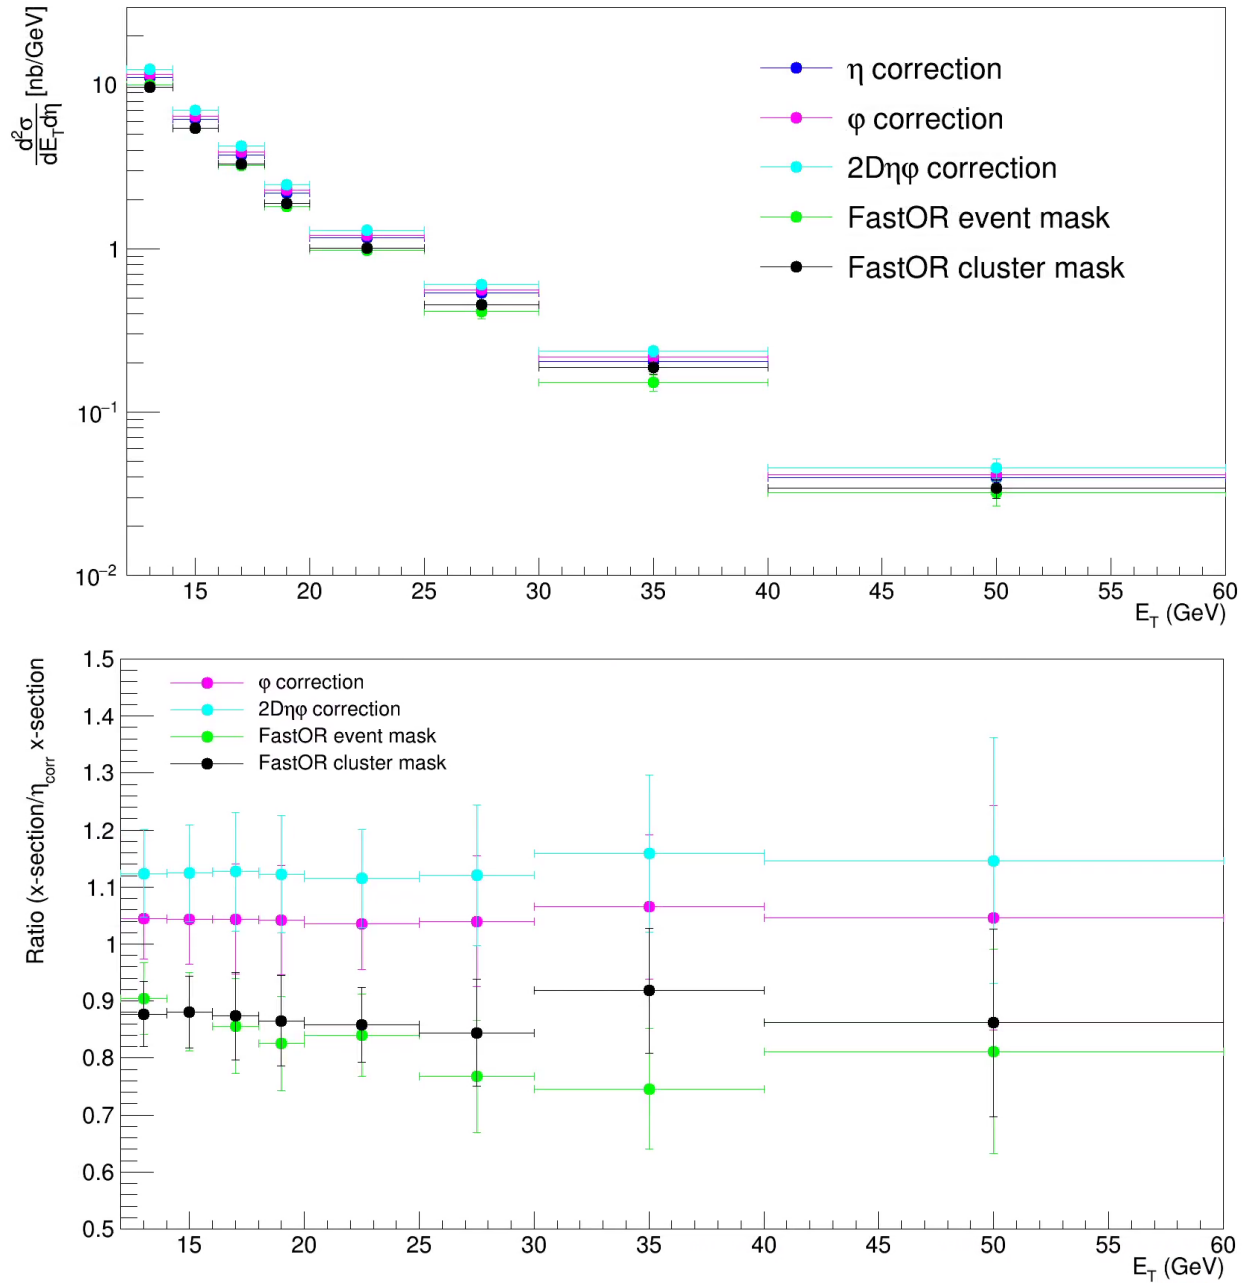 d²σ
dE_Tdη [nb/GeV]
10
1
10⁻¹
10⁻²
η correction
φ correction
2Dηφ correction
FastOR event mask
FastOR cluster mask
15 20 25 30 35 40 45 50 55 60
E_T (GeV)
Ratio (x-section/η_corr x-section
1.5
1.4
1.3
1.2
1.1
1
0.9
0.8
0.7
0.6
0.5
φ correction
2Dηφ correction
FastOR event mask
FastOR cluster mask
15 20 25 30 35 40 45 50 55 60
E_T (GeV)